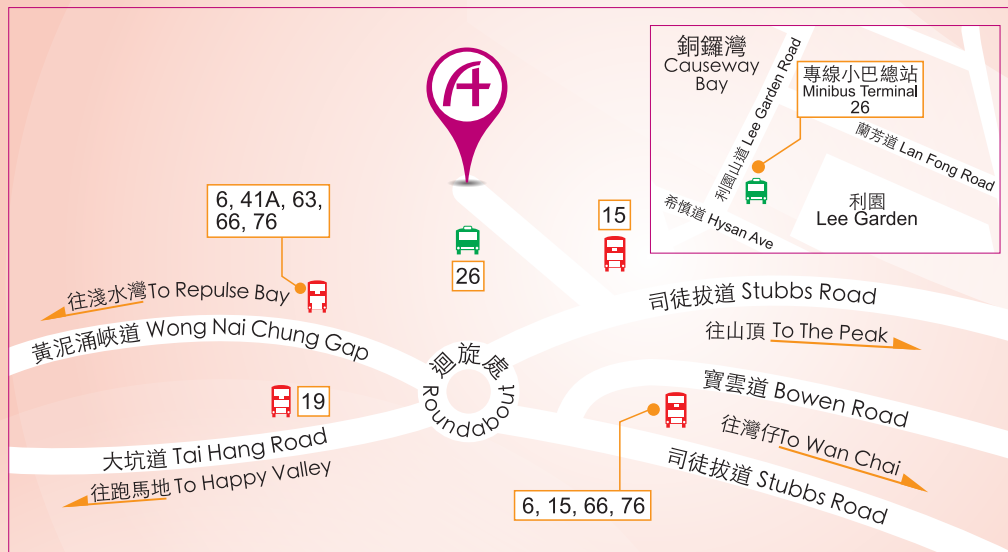 銅鑼灣
Causeway
Bay
專線小巴總站
Minibus Terminal
26
利園山道 Lee Garden Road
蘭芳道 Lan Fong Road
利園
Lee Garden
希慎道 Hysan Ave
6, 41A, 63,
66, 76
26
15
往淺水灣 To Repulse Bay
黃泥涌峽道 Wong Nai Chung Gap
司徒拔道 Stubbs Road
往山頂 To The Peak
迴旋處
Roundabout
寶雲道 Bowen Road
19
往灣仔 To Wan Chai
大坑道 Tai Hang Road
司徒拔道 Stubbs Road
往跑馬地 To Happy Valley
6, 15, 66, 76